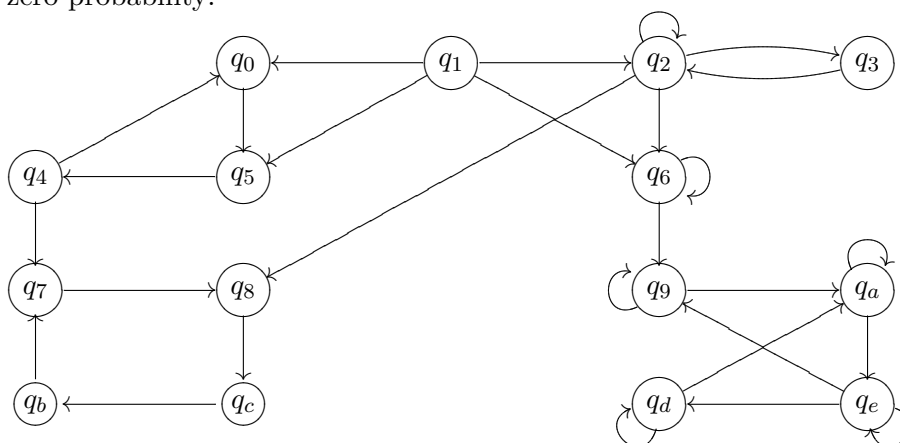 zero probability.
q0 q1 q2 q3
q4 q5 q6
q7 q8 q9 qa
qb qc qd qe